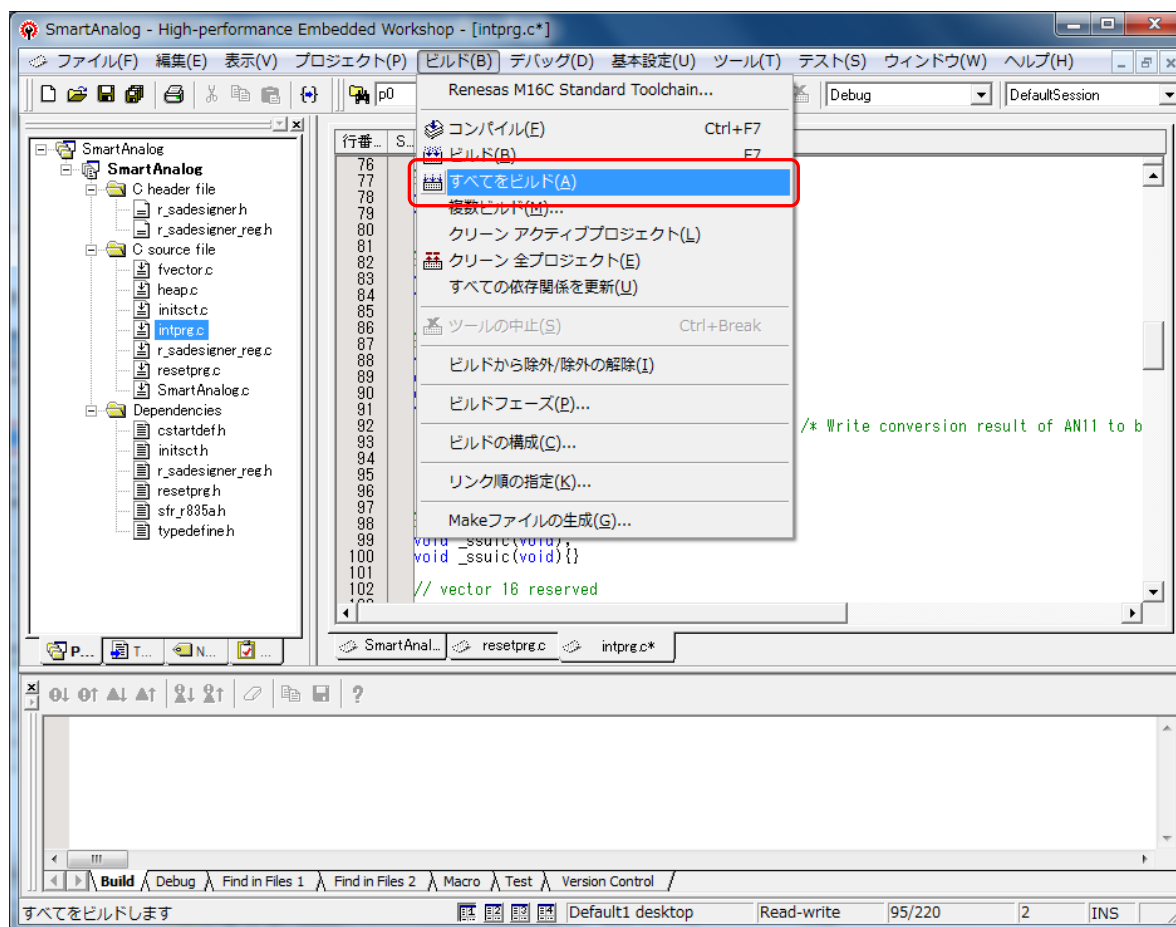 SmartAnalog - High-performance Embedded Workshop - [intprg.c*]
ファイル(F) 編集(E) 表示(V) プロジェクト(P) ビルド(B) デバッグ(D) 基本設定(U) ツール(T) テスト(S) ウィンドウ(W) ヘルプ(H)
p0 Debug DefaultSession
Renesas M16C Standard Toolchain...
コンパイル(F) Ctrl+F7
ビルド(B) F7
すべてをビルド(A)
複数ビルド(M)...
クリーン アクティブプロジェクト(L)
クリーン 全プロジェクト(E)
すべての依存関係を更新(U)
ツールの中止(S) Ctrl+Break
ビルドから除外/除外の解除(I)
ビルドフェーズ(P)...
ビルドの構成(C)...
リンク順の指定(K)...
Makeファイルの生成(G)...
SmartAnalog
SmartAnalog
C header file
r_sadesigner.h
r_sadesigner_reg.h
C source file
fvector.c
heap.c
initsct.c
intprg.c
r_sadesigner_reg.c
resetprg.c
SmartAnalog.c
Dependencies
cstartdef.h
initsct.h
r_sadesigner_reg.h
resetprg.h
sfr_r835a.h
typedefine.h
行番... S...
76
77
78
79
80
81
82
83
84
85
86
87
88
89
90
91
92 /* Write conversion result of AN11 to b
93
94
95
96
97
98
99 void _ssuic(void);
100 void _ssuic(void){}
101
102 // vector 16 reserved
P... T... N... ...
SmartAnal... resetprg.c intprg.c*
Build Debug Find in Files 1 Find in Files 2 Macro Test Version Control
すべてをビルドします Default1 desktop Read-write 95/220 2 INS